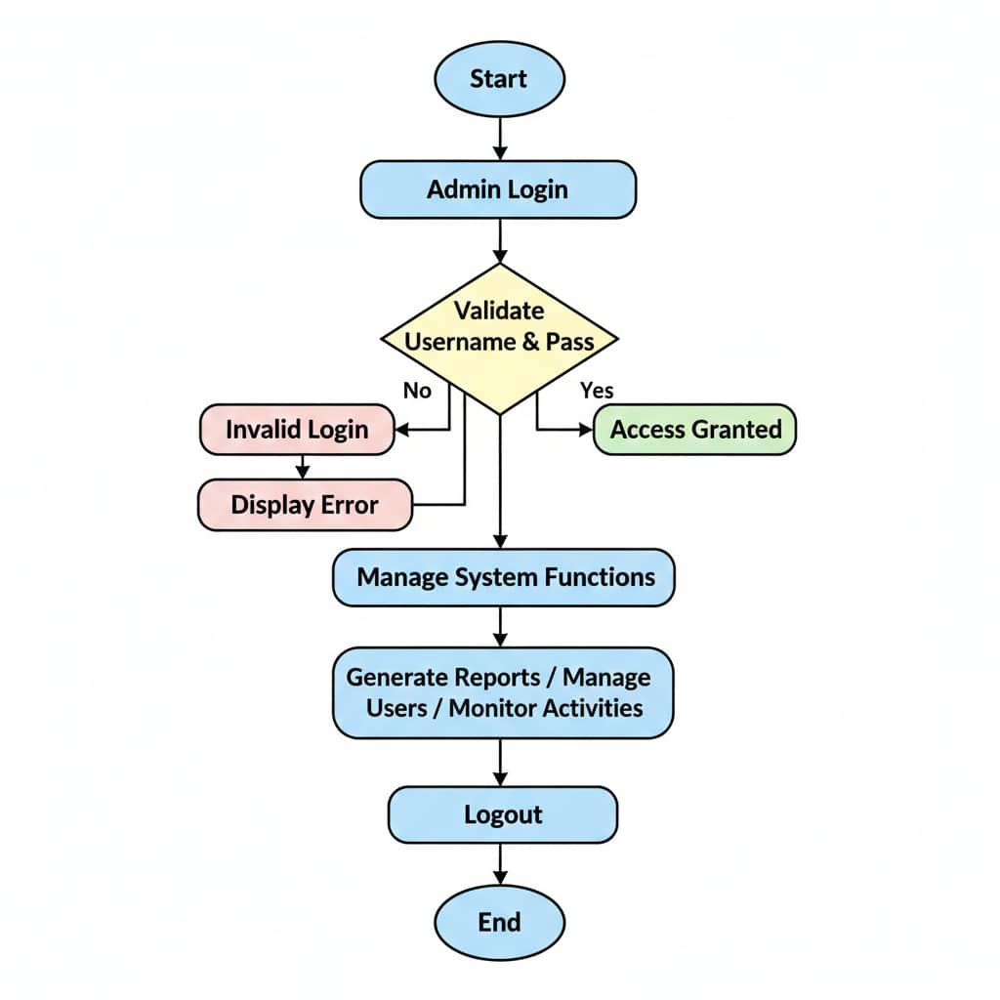 Start
Admin Login
Validate
Username & Pass
No
Yes
Invalid Login
Access Granted
Display Error
Manage System Functions
Generate Reports / Manage
Users / Monitor Activities
Logout
End